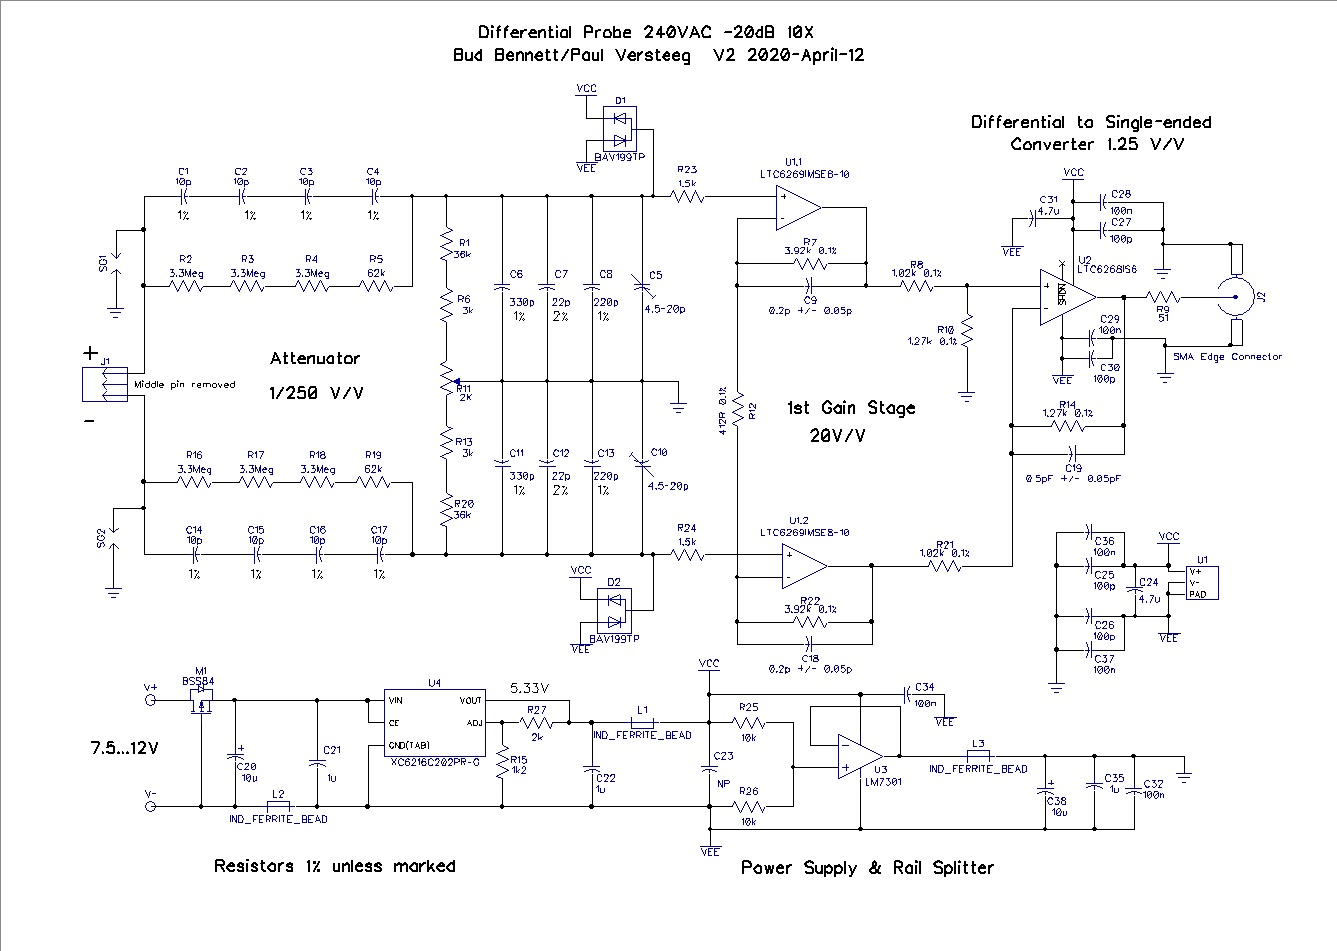 Differential Probe 240VAC -20dB 10X
Bud Bennett/Paul Versteeg V2 2020-April-12
VCC
D1
VEE
BAV199TP
Differential to Single-ended
Converter 1.25 V/V
C1
10p
1%
C2
10p
1%
C3
10p
1%
C4
10p
1%
R23
1.5k
U1.1
LTC6269IMSE8-10
+
-
VCC
C31
4.7u
VEE
C28
100n
C27
100p
SG1
R2
3.3Meg
R3
3.3Meg
R4
3.3Meg
R5
62k
R1
36k
R6
3k
C6
330p
1%
C7
22p
2%
C8
220p
1%
C5
4.5-20p
R7
3.92k 0.1%
C9
0.2p +/- 0.05p
R8
1.02k 0.1%
R10
1.27k 0.1%
U2
LTC6268IS6
SHDN
+
-
C29
100n
C30
100p
VEE
R9
51
J2
SMA Edge Connector
+
J1
-
Middle pin removed
Attenuator
1/250 V/V
R11
2K
R12
412R 0.1%
1st Gain Stage
20V/V
R14
1.27k 0.1%
C19
0.5pF +/- 0.05pF
R16
3.3Meg
R17
3.3Meg
R18
3.3Meg
R19
62k
R13
3k
R20
36k
C11
330p
1%
C12
22p
2%
C13
220p
1%
C10
4.5-20p
SG2
C14
10p
1%
C15
10p
1%
C16
10p
1%
C17
10p
1%
R24
1.5k
U1.2
LTC6269IMSE8-10
+
-
R21
1.02k 0.1%
VCC
D2
VEE
BAV199TP
R22
3.92k 0.1%
C18
0.2p +/- 0.05p
C36
100n
C25
100p
C26
100p
C37
100n
VCC
C24
4.7u
VEE
U1
V+
V-
PAD
M1
BSS84
V+
7.5...12V
V-
+
C20
10u
L2
IND_FERRITE_BEAD
C21
1u
U4
VIN
CE
GND(TAB)
VOUT
ADJ
XC6216C202PR-G
5.33V
R27
2k
R15
1k2
C22
1u
L1
IND_FERRITE_BEAD
VCC
R25
10k
C23
NP
R26
10k
VEE
C34
100n
VEE
-
+
U3
LM7301
L3
IND_FERRITE_BEAD
+
C38
10u
C35
1u
C32
100n
Resistors 1% unless marked
Power Supply & Rail Splitter